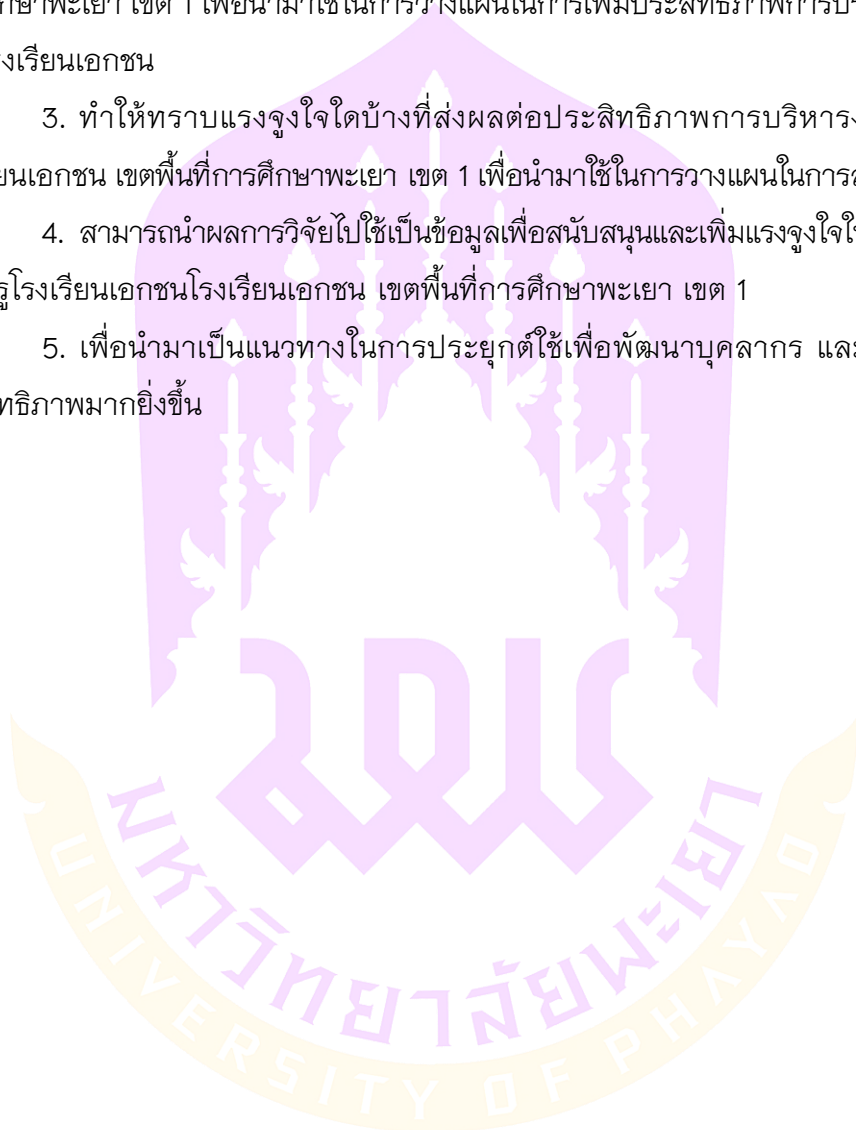 กษาพะเยา เขต 1 เพื่อนำมาใช้ในการวางแผนในการเพิ่มประสิทธิภาพการบร
งเรียนเอกชน
3. ทำให้ทราบแรงจูงใจใดบ้างที่ส่งผลต่อประสิทธิภาพการบริหารง
ยนเอกชน เขตพื้นที่การศึกษาพะเยา เขต 1 เพื่อนำมาใช้ในการวางแผนในการส
4. สามารถนำผลการวิจัยไปใช้เป็นข้อมูลเพื่อสนับสนุนและเพิ่มแรงจูงใจใ
รูโรงเรียนเอกชนโรงเรียนเอกชน เขตพื้นที่การศึกษาพะเยา เขต 1
5. เพื่อนำมาเป็นแนวทางในการประยุกต์ใช้เพื่อพัฒนาบุคลากร และ
ทธิภาพมากยิ่งขึ้น
มพ
มหาวิทยาลัยพะเยา
UNIVERSITY OF PHAYAO